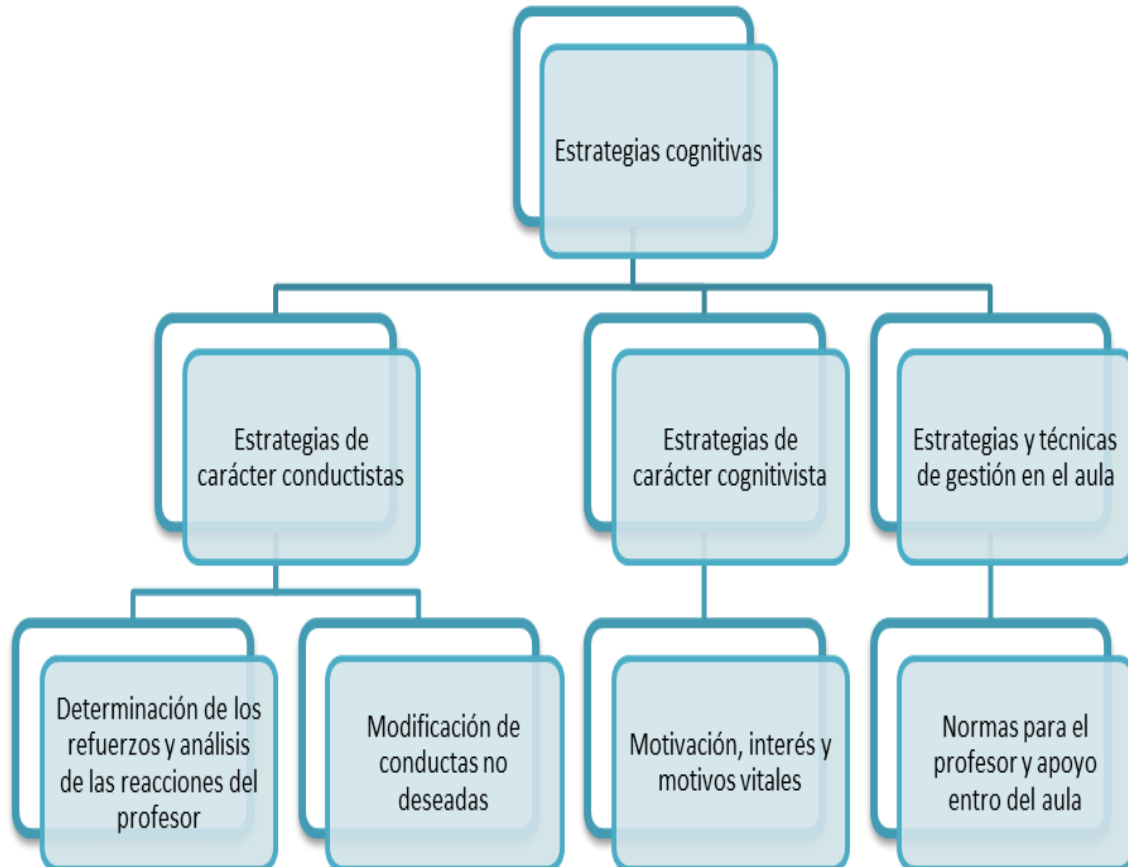 Estrategias cognitivas
Estrategias de
carácter conductistas
Estrategias de
carácter cognitivista
Estrategias y técnicas
de gestión en el aula
Determinación de los
refuerzos y análisis
de las reacciones del
profesor
Modificación de
conductas no
deseadas
Motivación, interés y
motivos vitales
Normas para el
profesor y apoyo
entro del aula